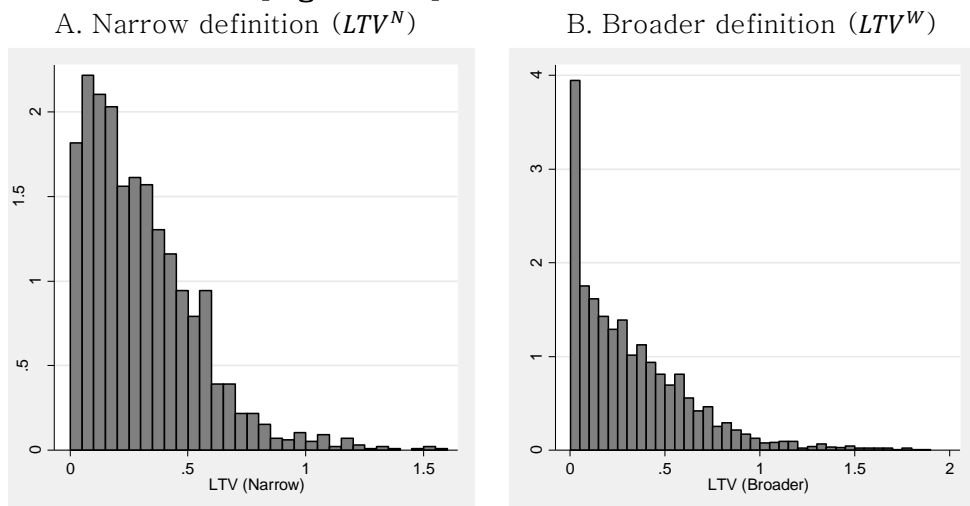 A. Narrow definition (LTV^N)
B. Broader definition (LTV^W)
2
1.5
1
.5
0
0 .5 1 1.5
LTV (Narrow)
4
3
2
1
0
0 .5 1 1.5 2
LTV (Broader)